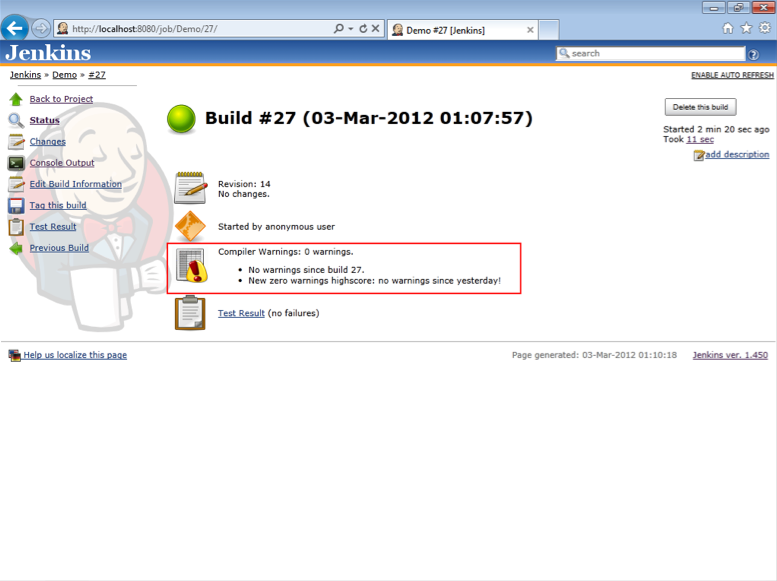 http://localhost:8080/job/Demo/27/
Demo #27 [Jenkins]
Jenkins
search
Jenkins » Demo » #27
ENABLE AUTO REFRESH
Back to Project
Status
Changes
Console Output
Edit Build Information
Tag this build
Test Result
Previous Build
Build #27 (03-Mar-2012 01:07:57)
Delete this build
Started 2 min 20 sec ago
Took 11 sec
add description
Revision: 14
No changes.
Started by anonymous user
Compiler Warnings: 0 warnings.
• No warnings since build 27.
• New zero warnings highscore: no warnings since yesterday!
Test Result (no failures)
Help us localize this page
Page generated: 03-Mar-2012 01:10:18
Jenkins ver. 1.450